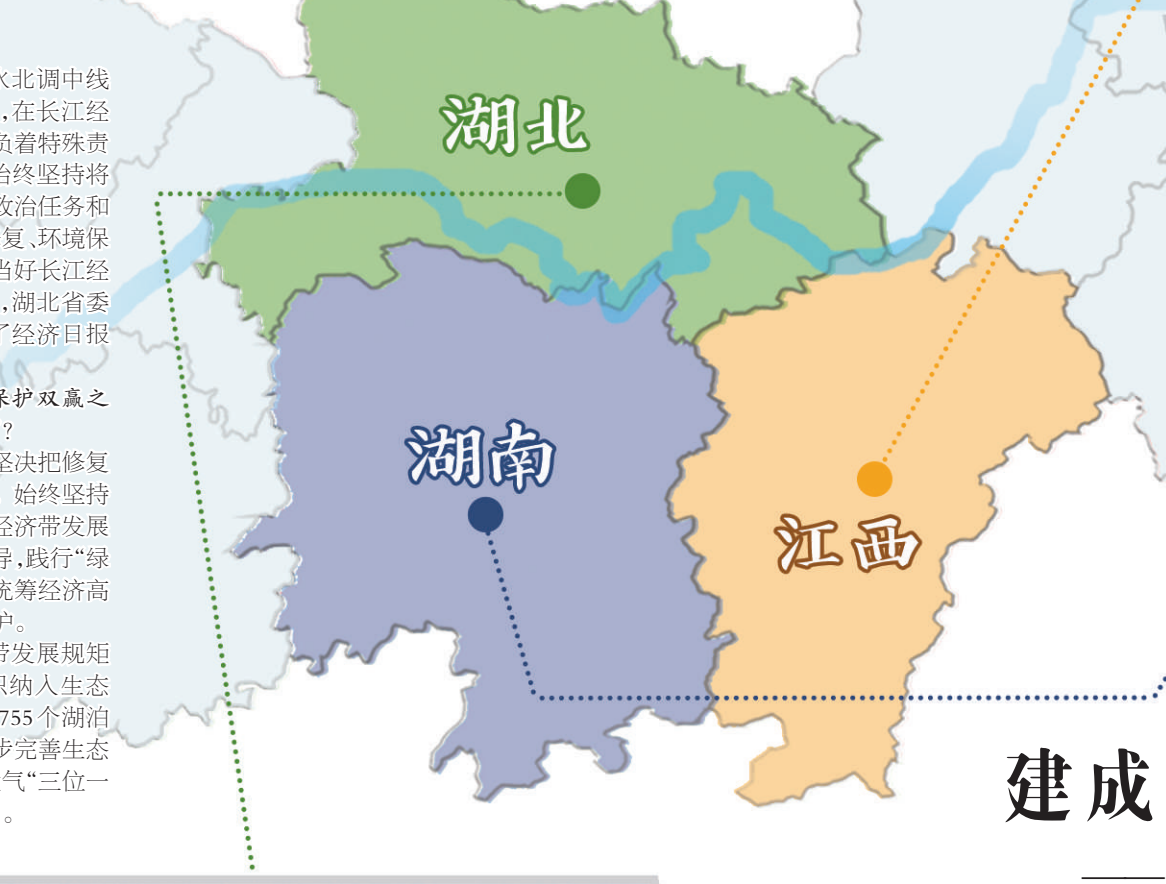 水北调中线
,在长江经
负着特殊责
始终坚持将
政治任务和
复、环境保
当好长江经
,湖北省委
了经济日报
保护双赢之
?
坚决把修复
始终坚持
经济带发展
导,践行“绿
统筹经济高
护。
带发展规矩
积纳入生态
755个湖泊
步完善生态
气“三位一
。
湖北
湖南
江西
建成